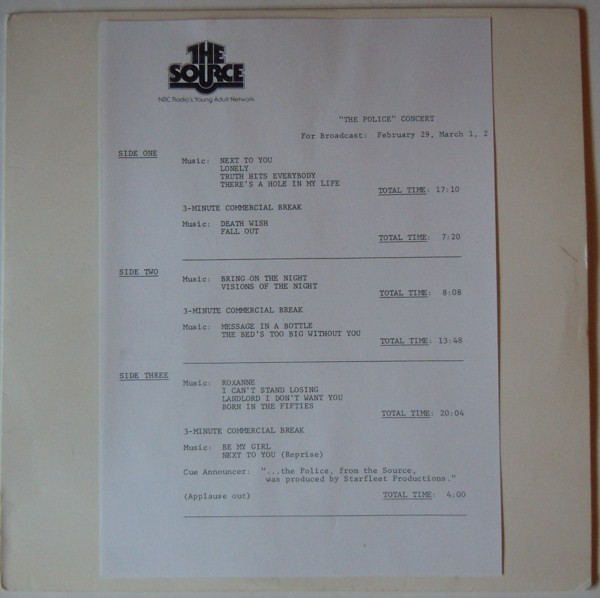 THE
SOURCE
NBC Radio's Young Adult Network
"THE POLICE" CONCERT
For Broadcast: February 29, March 1, 2
SIDE ONE
Music: NEXT TO YOU
LONELY
TRUTH HITS EVERYBODY
THERE'S A HOLE IN MY LIFE
TOTAL TIME: 17:10
3-MINUTE COMMERCIAL BREAK
Music: DEATH WISH
FALL OUT
TOTAL TIME: 7:20
SIDE TWO
Music: BRING ON THE NIGHT
VISIONS OF THE NIGHT
TOTAL TIME: 8:08
3-MINUTE COMMERCIAL BREAK
Music: MESSAGE IN A BOTTLE
THE BED'S TOO BIG WITHOUT YOU
TOTAL TIME: 13:48
SIDE THREE
Music: ROXANNE
I CAN'T STAND LOSING
LANDLORD I DON'T WANT YOU
BORN IN THE FIFTIES
TOTAL TIME: 20:04
3-MINUTE COMMERCIAL BREAK
Music: BE MY GIRL
NEXT TO YOU (Reprise)
Cue Announcer: "...the Police, from the Source,
was produced by Starfleet Productions."
(Applause out) TOTAL TIME: 4:00